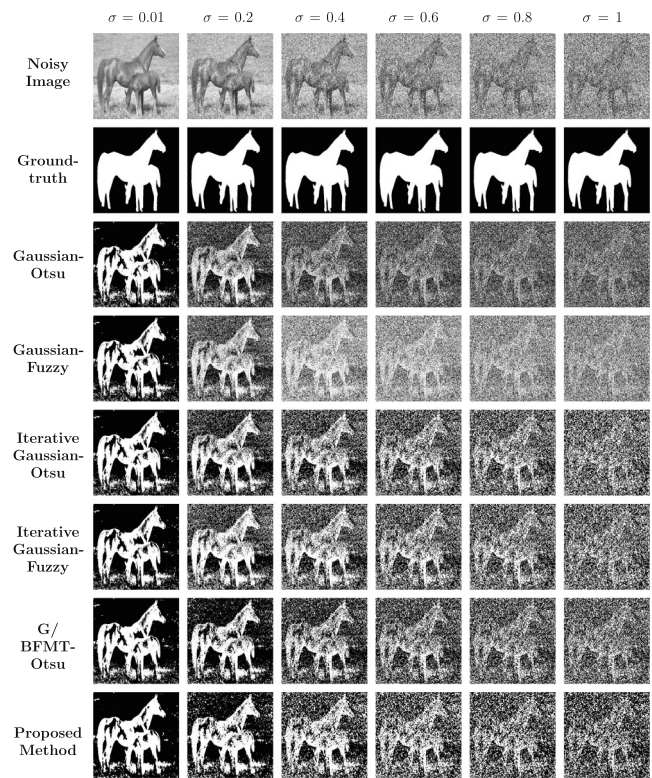 σ = 0.01 σ = 0.2 σ = 0.4 σ = 0.6 σ = 0.8 σ = 1
Noisy
Image
Ground-
truth
Gaussian-
Otsu
Gaussian-
Fuzzy
Iterative
Gaussian-
Otsu
Iterative
Gaussian-
Fuzzy
G/
BFMT-
Otsu
Proposed
Method